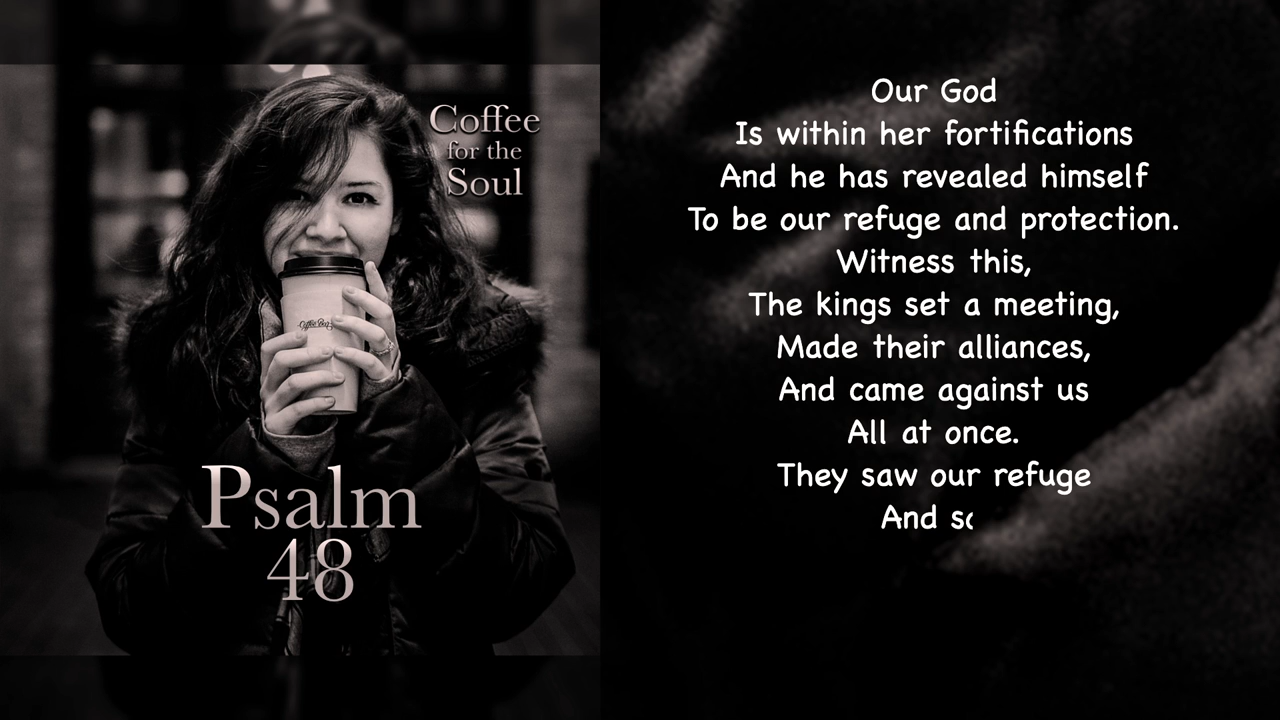 Coffee
for the
Soul
Psalm
48
Our God
Is within her fortifications
And he has revealed himself
To be our refuge and protection.
Witness this,
The kings set a meeting,
Made their alliances,
And came against us
All at once.
They saw our refuge
And